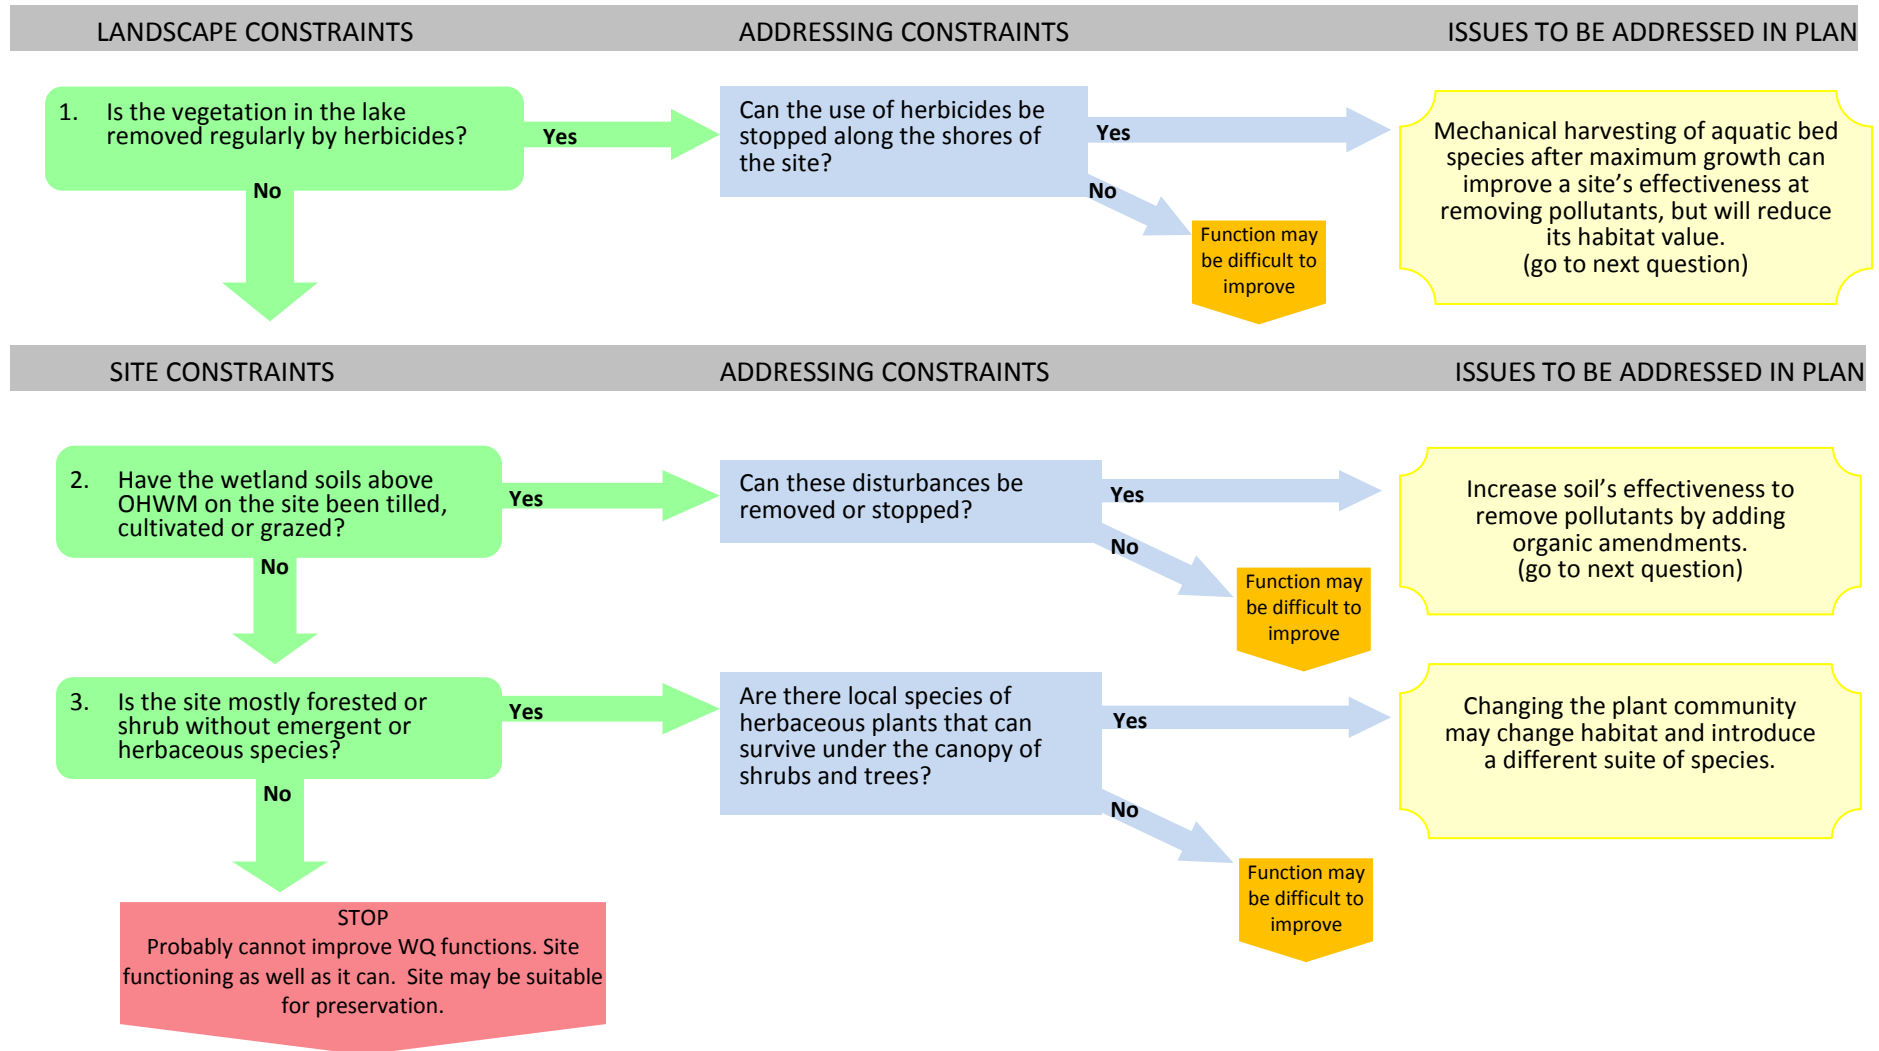 LANDSCAPE CONSTRAINTS
ADDRESSING CONSTRAINTS
ISSUES TO BE ADDRESSED IN PLAN
1. Is the vegetation in the lake
removed regularly by herbicides?
Yes
No
Can the use of herbicides be
stopped along the shores of
the site?
Yes
No
Function may
be difficult to
improve
Mechanical harvesting of aquatic bed
species after maximum growth can
improve a site’s effectiveness at
removing pollutants, but will reduce
its habitat value.
(go to next question)
SITE CONSTRAINTS
ADDRESSING CONSTRAINTS
ISSUES TO BE ADDRESSED IN PLAN
2. Have the wetland soils above
OHWM on the site been tilled,
cultivated or grazed?
Yes
No
Can these disturbances be
removed or stopped?
Yes
No
Function may
be difficult to
improve
Increase soil’s effectiveness to
remove pollutants by adding
organic amendments.
(go to next question)
3. Is the site mostly forested or
shrub without emergent or
herbaceous species?
Yes
No
Are there local species of
herbaceous plants that can
survive under the canopy of
shrubs and trees?
Yes
No
Function may
be difficult to
improve
Changing the plant community
may change habitat and introduce
a different suite of species.
STOP
Probably cannot improve WQ functions. Site
functioning as well as it can. Site may be suitable
for preservation.